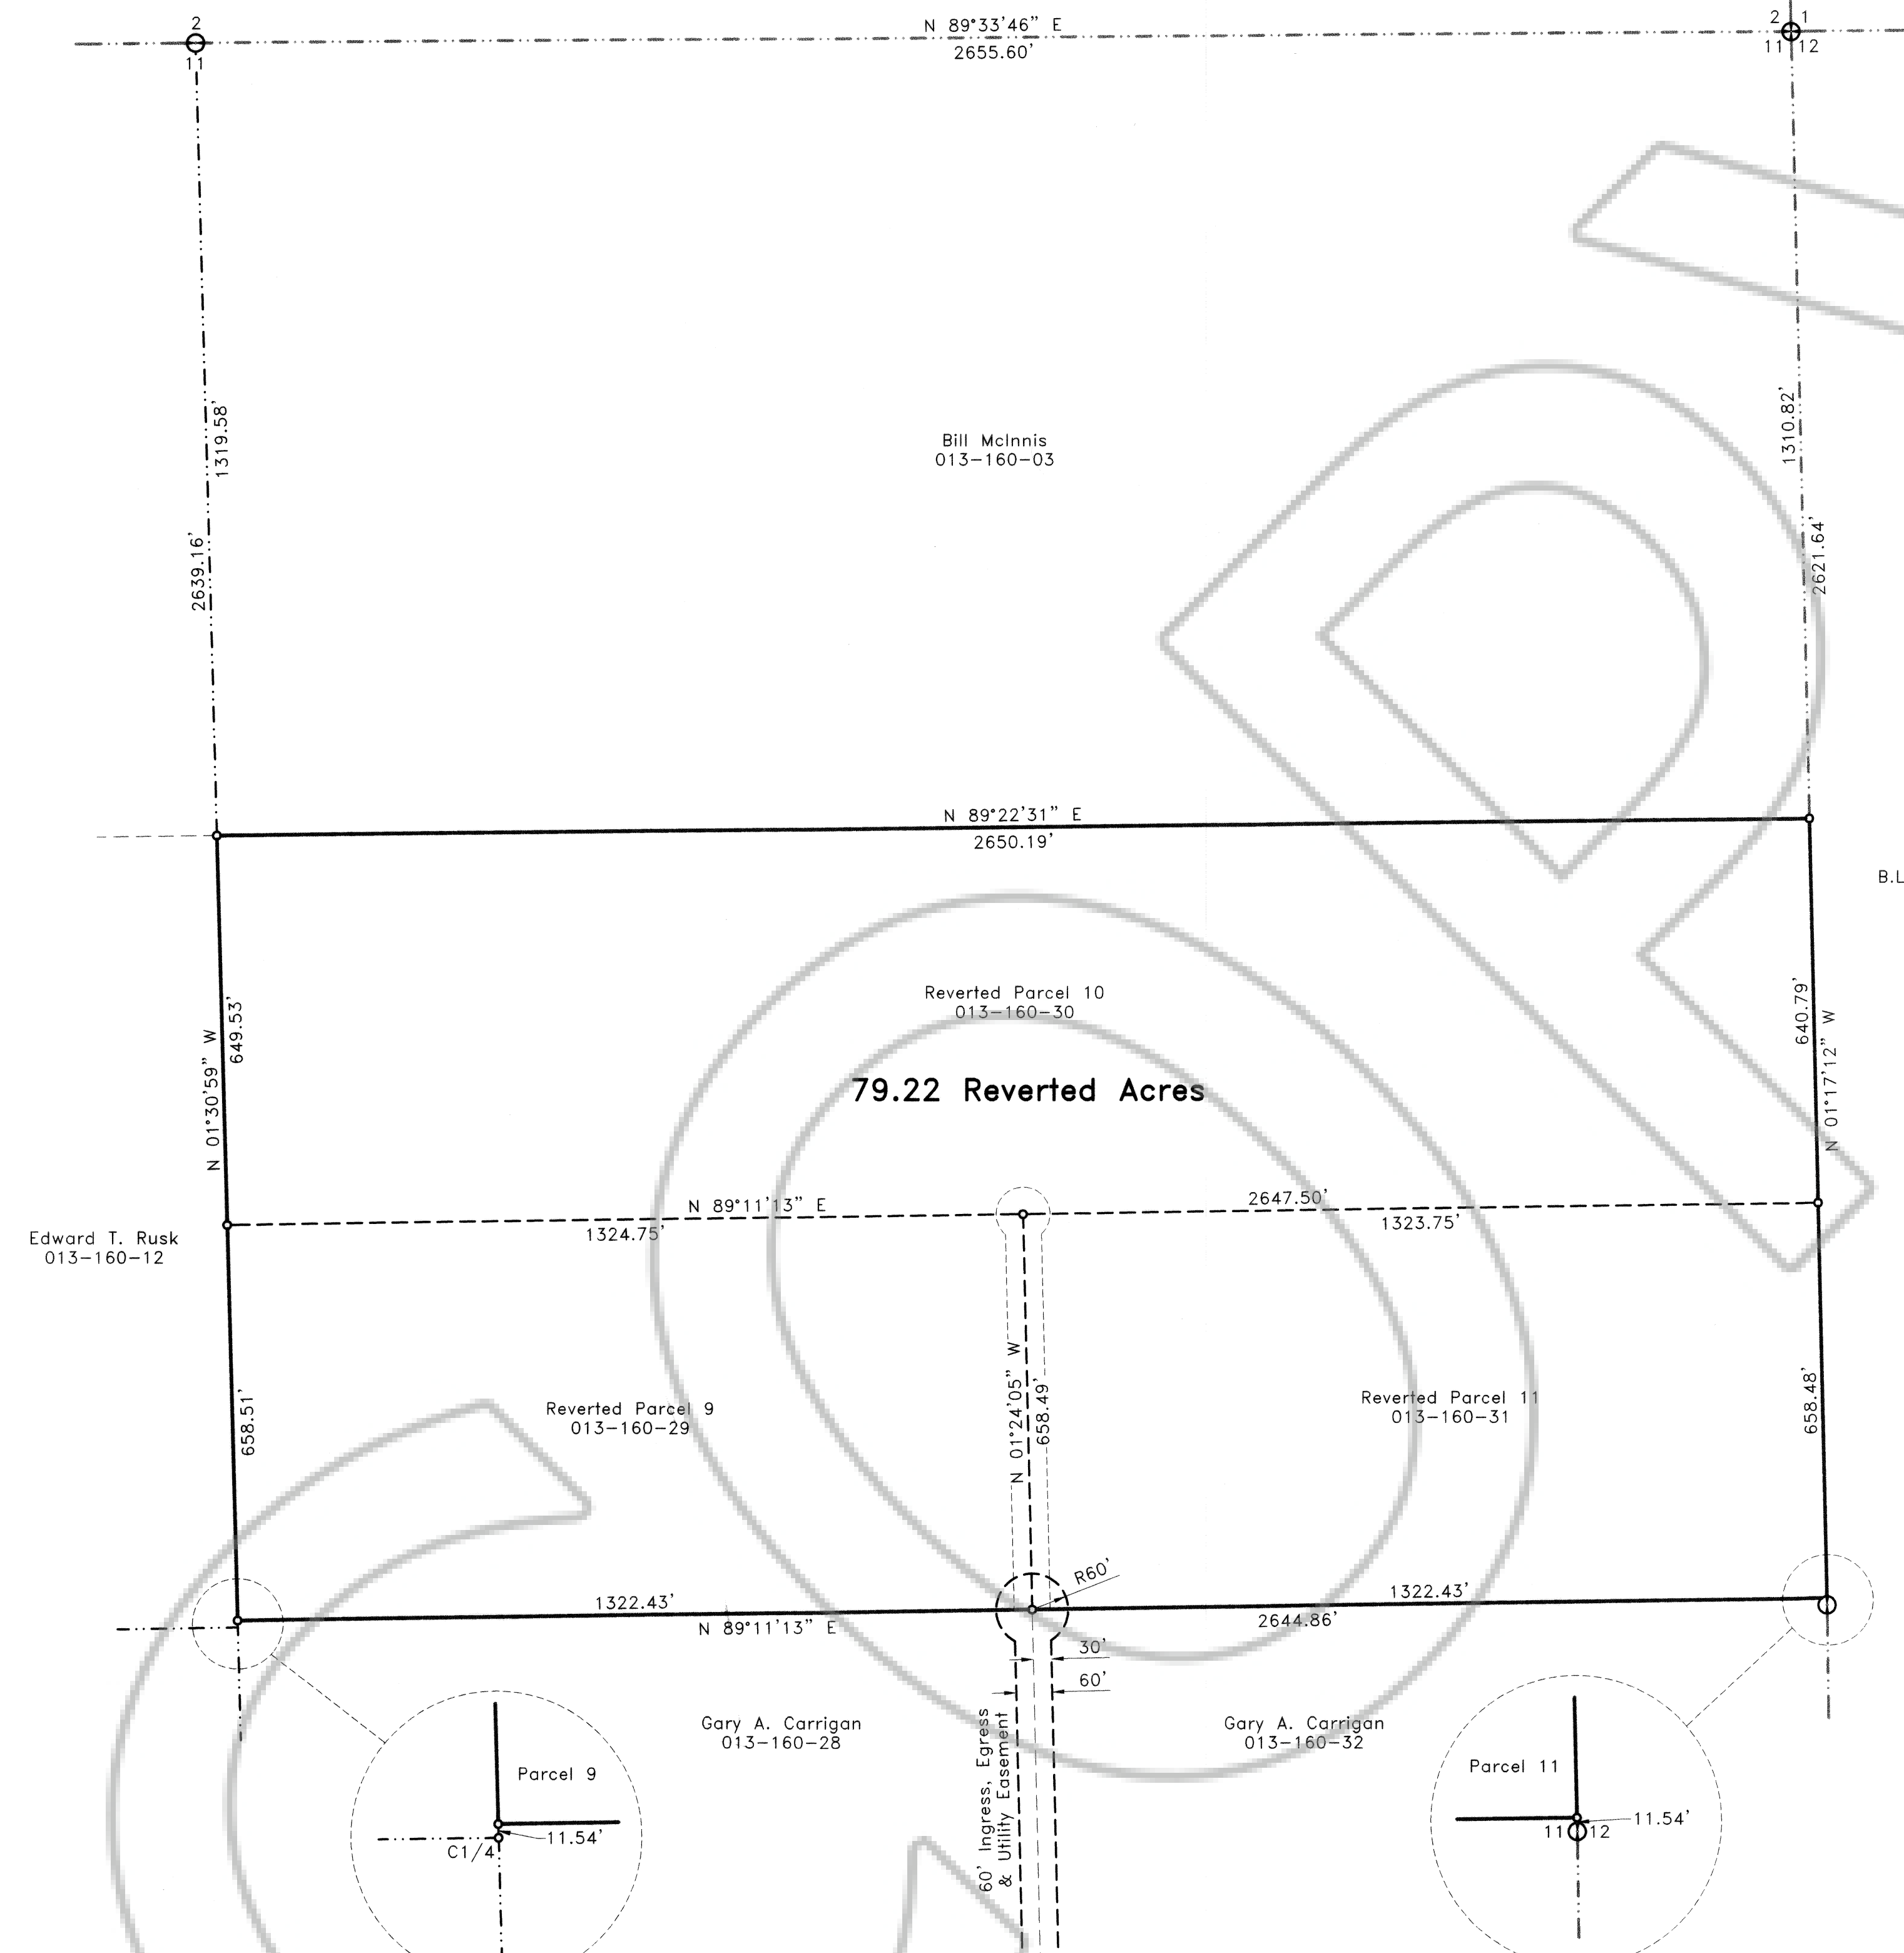 2
11
N 89°33'46" E
2655.60'
2 1
11 12
1319.58'
2639.16'
Bill McInnis
013-160-03
1310.82'
2621.64'
N 89°22'31" E
2650.19'
B.L
649.53'
N 01°30'59" W
Reverted Parcel 10
013-160-30
79.22 Reverted Acres
640.79'
N 01°17'12" W
N 89°11'13" E
1324.75'
2647.50'
1323.75'
Edward T. Rusk
013-160-12
658.51'
Reverted Parcel 9
013-160-29
N 01°24'05" W
658.49'
Reverted Parcel 11
013-160-31
658.48'
R60'
1322.43'
N 89°11'13" E
1322.43'
2644.86'
30'
60'
60' Ingress, Egress
& Utility Easement
Gary A. Carrigan
013-160-28
Gary A. Carrigan
013-160-32
Parcel 9
11.54'
C1/4
Parcel 11
11.54'
11 12